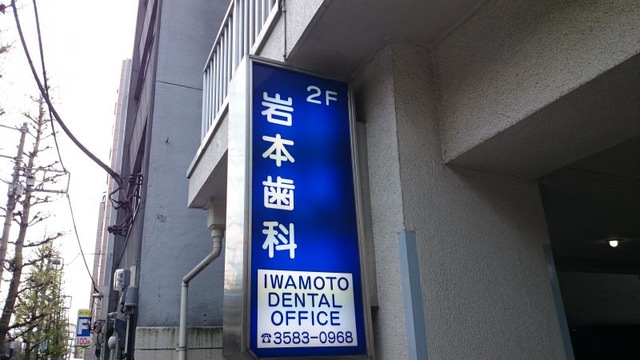 2F
岩本歯科
IWAMOTO
DENTAL
OFFICE
☎3583-0968